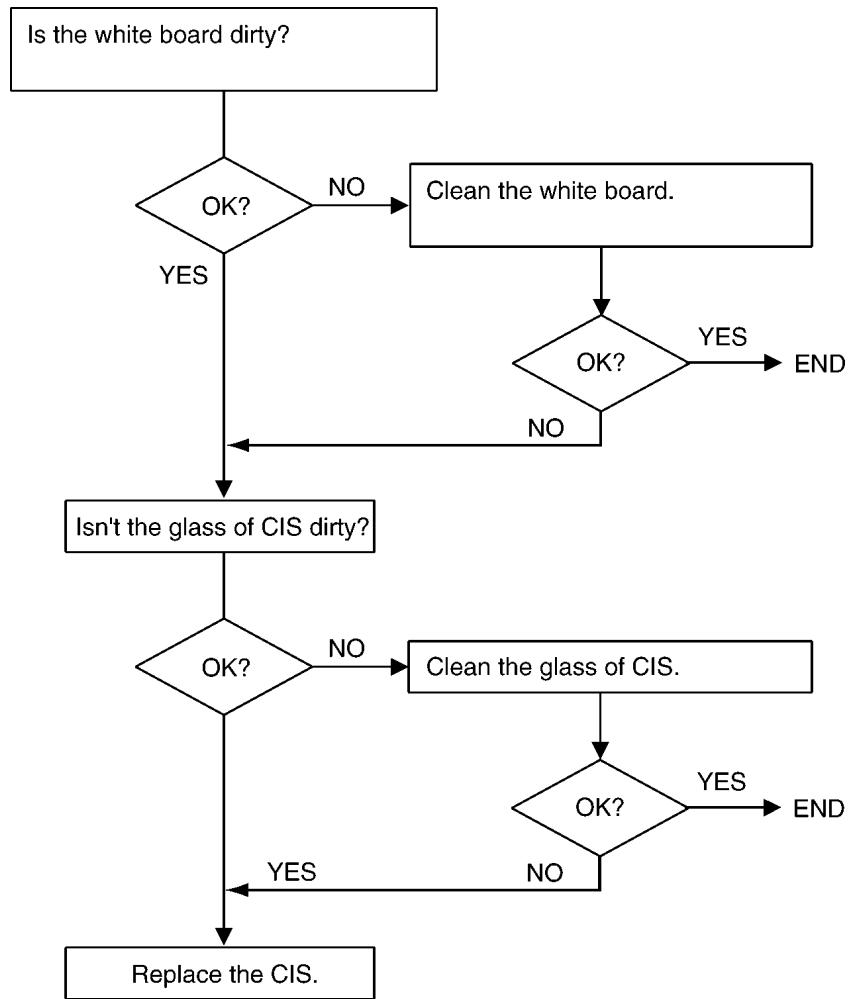 Is the white board dirty?
OK?
NO
Clean the white board.
YES
OK?
YES
END
NO
Isn't the glass of CIS dirty?
OK?
NO
Clean the glass of CIS.
OK?
YES
END
YES
NO
Replace the CIS.